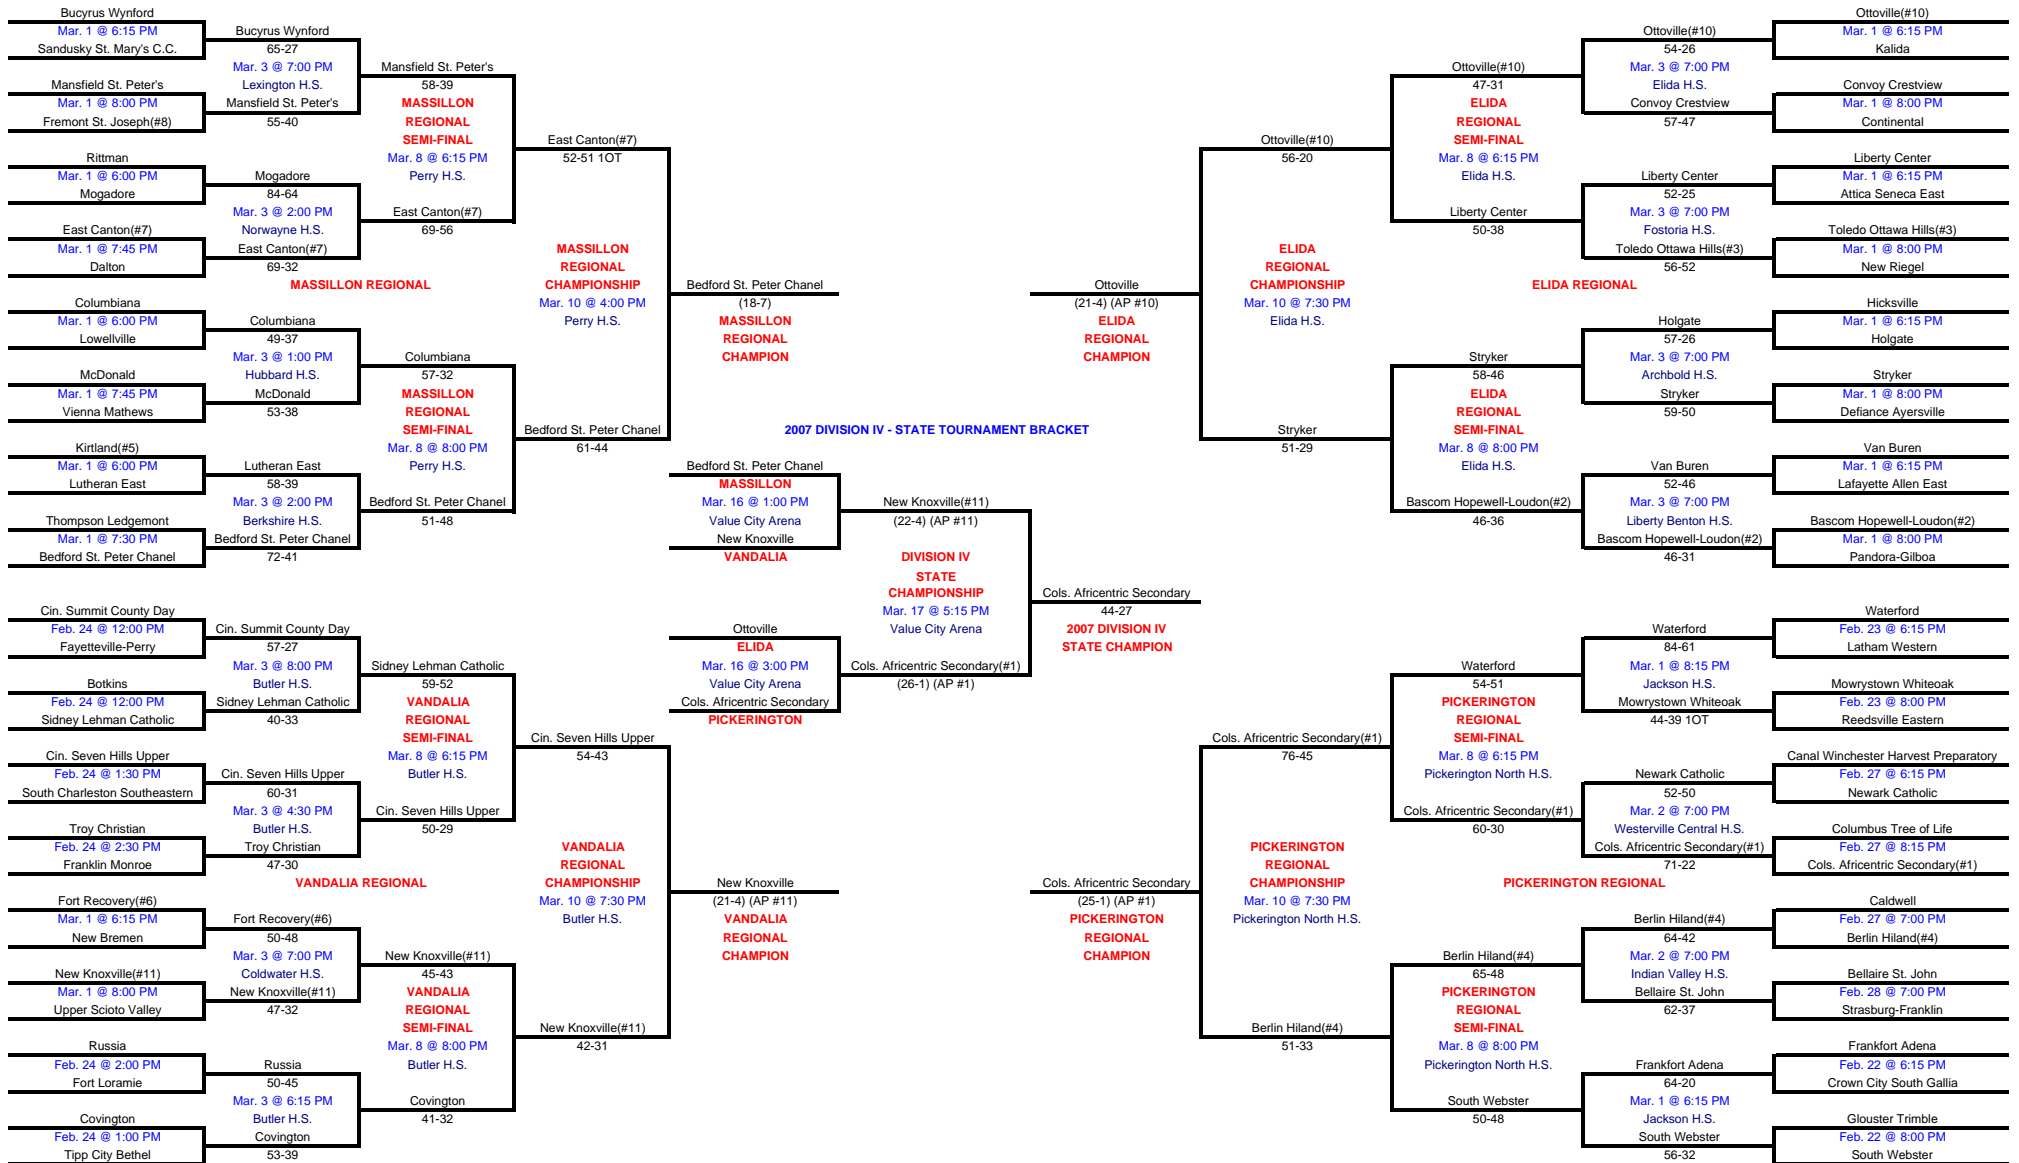 Bucyrus Wynford
Mar. 1 @ 6:15 PM
Sandusky St. Mary's C.C.
Mansfield St. Peter's
Mar. 1 @ 8:00 PM
Fremont St. Joseph(#8)
Rittman
Mar. 1 @ 6:00 PM
Mogadore
East Canton(#7)
Mar. 1 @ 7:45 PM
Dalton
Columbiana
Mar. 1 @ 6:00 PM
Lowellville
McDonald
Mar. 1 @ 7:45 PM
Vienna Mathews
Kirtland(#5)
Mar. 1 @ 6:00 PM
Lutheran East
Thompson Ledgemont
Mar. 1 @ 7:30 PM
Bedford St. Peter Chanel
Bucyrus Wynford
65-27
Mar. 3 @ 7:00 PM
Lexington H.S.
Mansfield St. Peter's
55-40
Mogadore
84-64
Mar. 3 @ 2:00 PM
Norwayne H.S.
East Canton(#7)
69-32
MASSILLON REGIONAL
Columbiana
49-37
Mar. 3 @ 1:00 PM
Hubbard H.S.
McDonald
53-38
Lutheran East
58-39
Mar. 3 @ 2:00 PM
Berkshire H.S.
Bedford St. Peter Chanel
72-41
Mansfield St. Peter's
58-39
MASSILLON
REGIONAL
SEMI-FINAL
Mar. 8 @ 6:15 PM
Perry H.S.
East Canton(#7)
69-56
Columbiana
57-32
MASSILLON
REGIONAL
SEMI-FINAL
Mar. 8 @ 8:00 PM
Perry H.S.
Bedford St. Peter Chanel
51-48
East Canton(#7)
52-51 1OT
MASSILLON
REGIONAL
CHAMPIONSHIP
Mar. 10 @ 4:00 PM
Perry H.S.
Bedford St. Peter Chanel
61-44
Bedford St. Peter Chanel
(18-7)
MASSILLON
REGIONAL
CHAMPION
Cin. Summit County Day
Feb. 24 @ 12:00 PM
Fayetteville-Perry
Botkins
Feb. 24 @ 12:00 PM
Sidney Lehman Catholic
Cin. Seven Hills Upper
Feb. 24 @ 1:30 PM
South Charleston Southeastern
Troy Christian
Feb. 24 @ 2:30 PM
Franklin Monroe
Fort Recovery(#6)
Mar. 1 @ 6:15 PM
New Bremen
New Knoxville(#11)
Mar. 1 @ 8:00 PM
Upper Scioto Valley
Russia
Feb. 24 @ 2:00 PM
Fort Loramie
Covington
Feb. 24 @ 1:00 PM
Tipp City Bethel
Cin. Summit County Day
57-27
Mar. 3 @ 8:00 PM
Butler H.S.
Sidney Lehman Catholic
40-33
Cin. Seven Hills Upper
60-31
Mar. 3 @ 4:30 PM
Butler H.S.
Troy Christian
47-30
VANDALIA REGIONAL
Fort Recovery(#6)
50-48
Mar. 3 @ 7:00 PM
Coldwater H.S.
New Knoxville(#11)
47-32
Russia
50-45
Mar. 3 @ 6:15 PM
Butler H.S.
Covington
53-39
Sidney Lehman Catholic
59-52
VANDALIA
REGIONAL
SEMI-FINAL
Mar. 8 @ 6:15 PM
Butler H.S.
Cin. Seven Hills Upper
50-29
New Knoxville(#11)
45-43
VANDALIA
REGIONAL
SEMI-FINAL
Mar. 8 @ 8:00 PM
Butler H.S.
Covington
41-32
Cin. Seven Hills Upper
54-43
VANDALIA
REGIONAL
CHAMPIONSHIP
Mar. 10 @ 7:30 PM
Butler H.S.
New Knoxville(#11)
42-31
New Knoxville
(21-4) (AP #11)
VANDALIA
REGIONAL
CHAMPION
2007 DIVISION IV - STATE TOURNAMENT BRACKET
Bedford St. Peter Chanel
MASSILLON
Mar. 16 @ 1:00 PM
Value City Arena
New Knoxville
VANDALIA
Ottoville
ELIDA
Mar. 16 @ 3:00 PM
Value City Arena
Cols. Africentric Secondary
PICKERINGTON
New Knoxville(#11)
(22-4) (AP #11)
DIVISION IV
STATE
CHAMPIONSHIP
Mar. 17 @ 5:15 PM
Value City Arena
Cols. Africentric Secondary(#1)
(26-1) (AP #1)
Cols. Africentric Secondary
44-27
2007 DIVISION IV
STATE CHAMPION
Ottoville
(21-4) (AP #10)
ELIDA
REGIONAL
CHAMPION
Ottoville(#10)
56-20
ELIDA
REGIONAL
CHAMPIONSHIP
Mar. 10 @ 7:30 PM
Elida H.S.
Stryker
51-29
Ottoville(#10)
47-31
ELIDA
REGIONAL
SEMI-FINAL
Mar. 8 @ 6:15 PM
Elida H.S.
Liberty Center
50-38
Stryker
58-46
ELIDA
REGIONAL
SEMI-FINAL
Mar. 8 @ 8:00 PM
Elida H.S.
Bascom Hopewell-Loudon(#2)
46-36
Ottoville(#10)
54-26
Mar. 3 @ 7:00 PM
Elida H.S.
Convoy Crestview
57-47
Liberty Center
52-25
Mar. 3 @ 7:00 PM
Fostoria H.S.
Toledo Ottawa Hills(#3)
56-52
ELIDA REGIONAL
Holgate
57-26
Mar. 3 @ 7:00 PM
Archbold H.S.
Stryker
59-50
Van Buren
52-46
Mar. 3 @ 7:00 PM
Liberty Benton H.S.
Bascom Hopewell-Loudon(#2)
46-31
Ottoville(#10)
Mar. 1 @ 6:15 PM
Kalida
Convoy Crestview
Mar. 1 @ 8:00 PM
Continental
Liberty Center
Mar. 1 @ 6:15 PM
Attica Seneca East
Toledo Ottawa Hills(#3)
Mar. 1 @ 8:00 PM
New Riegel
Hicksville
Mar. 1 @ 6:15 PM
Holgate
Stryker
Mar. 1 @ 8:00 PM
Defiance Ayersville
Van Buren
Mar. 1 @ 6:15 PM
Lafayette Allen East
Bascom Hopewell-Loudon(#2)
Mar. 1 @ 8:00 PM
Pandora-Gilboa
Cols. Africentric Secondary
(25-1) (AP #1)
PICKERINGTON
REGIONAL
CHAMPION
Cols. Africentric Secondary(#1)
76-45
PICKERINGTON
REGIONAL
CHAMPIONSHIP
Mar. 10 @ 7:30 PM
Pickerington North H.S.
Berlin Hiland(#4)
51-33
Waterford
54-51
PICKERINGTON
REGIONAL
SEMI-FINAL
Mar. 8 @ 6:15 PM
Pickerington North H.S.
Cols. Africentric Secondary(#1)
60-30
Berlin Hiland(#4)
65-48
PICKERINGTON
REGIONAL
SEMI-FINAL
Mar. 8 @ 8:00 PM
Pickerington North H.S.
South Webster
50-48
Waterford
84-61
Mar. 1 @ 8:15 PM
Jackson H.S.
Mowrystown Whiteoak
44-39 1OT
Newark Catholic
52-50
Mar. 2 @ 7:00 PM
Westerville Central H.S.
Cols. Africentric Secondary(#1)
71-22
PICKERINGTON REGIONAL
Berlin Hiland(#4)
64-42
Mar. 2 @ 7:00 PM
Indian Valley H.S.
Bellaire St. John
62-37
Frankfort Adena
64-20
Mar. 1 @ 6:15 PM
Jackson H.S.
South Webster
56-32
Waterford
Feb. 23 @ 6:15 PM
Latham Western
Mowrystown Whiteoak
Feb. 23 @ 8:00 PM
Reedsville Eastern
Canal Winchester Harvest Preparatory
Feb. 27 @ 6:15 PM
Newark Catholic
Columbus Tree of Life
Feb. 27 @ 8:15 PM
Cols. Africentric Secondary(#1)
Caldwell
Feb. 27 @ 7:00 PM
Berlin Hiland(#4)
Bellaire St. John
Feb. 28 @ 7:00 PM
Strasburg-Franklin
Frankfort Adena
Feb. 22 @ 6:15 PM
Crown City South Gallia
Glouster Trimble
Feb. 22 @ 8:00 PM
South Webster